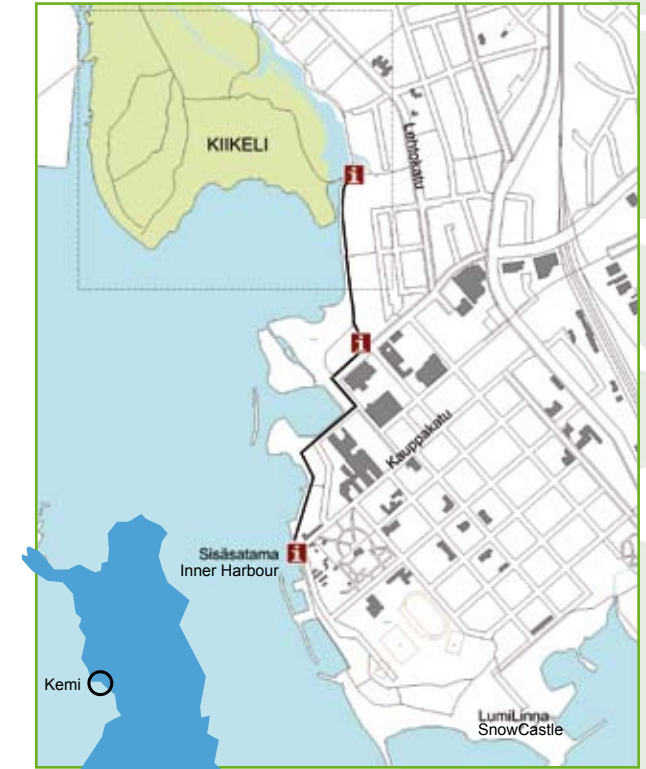 KIIKELI
i
Lehtokatu
i
Kauppakatu
i
Sisäsatama
Inner Harbour
Kemi
LumiLinna
SnowCastle